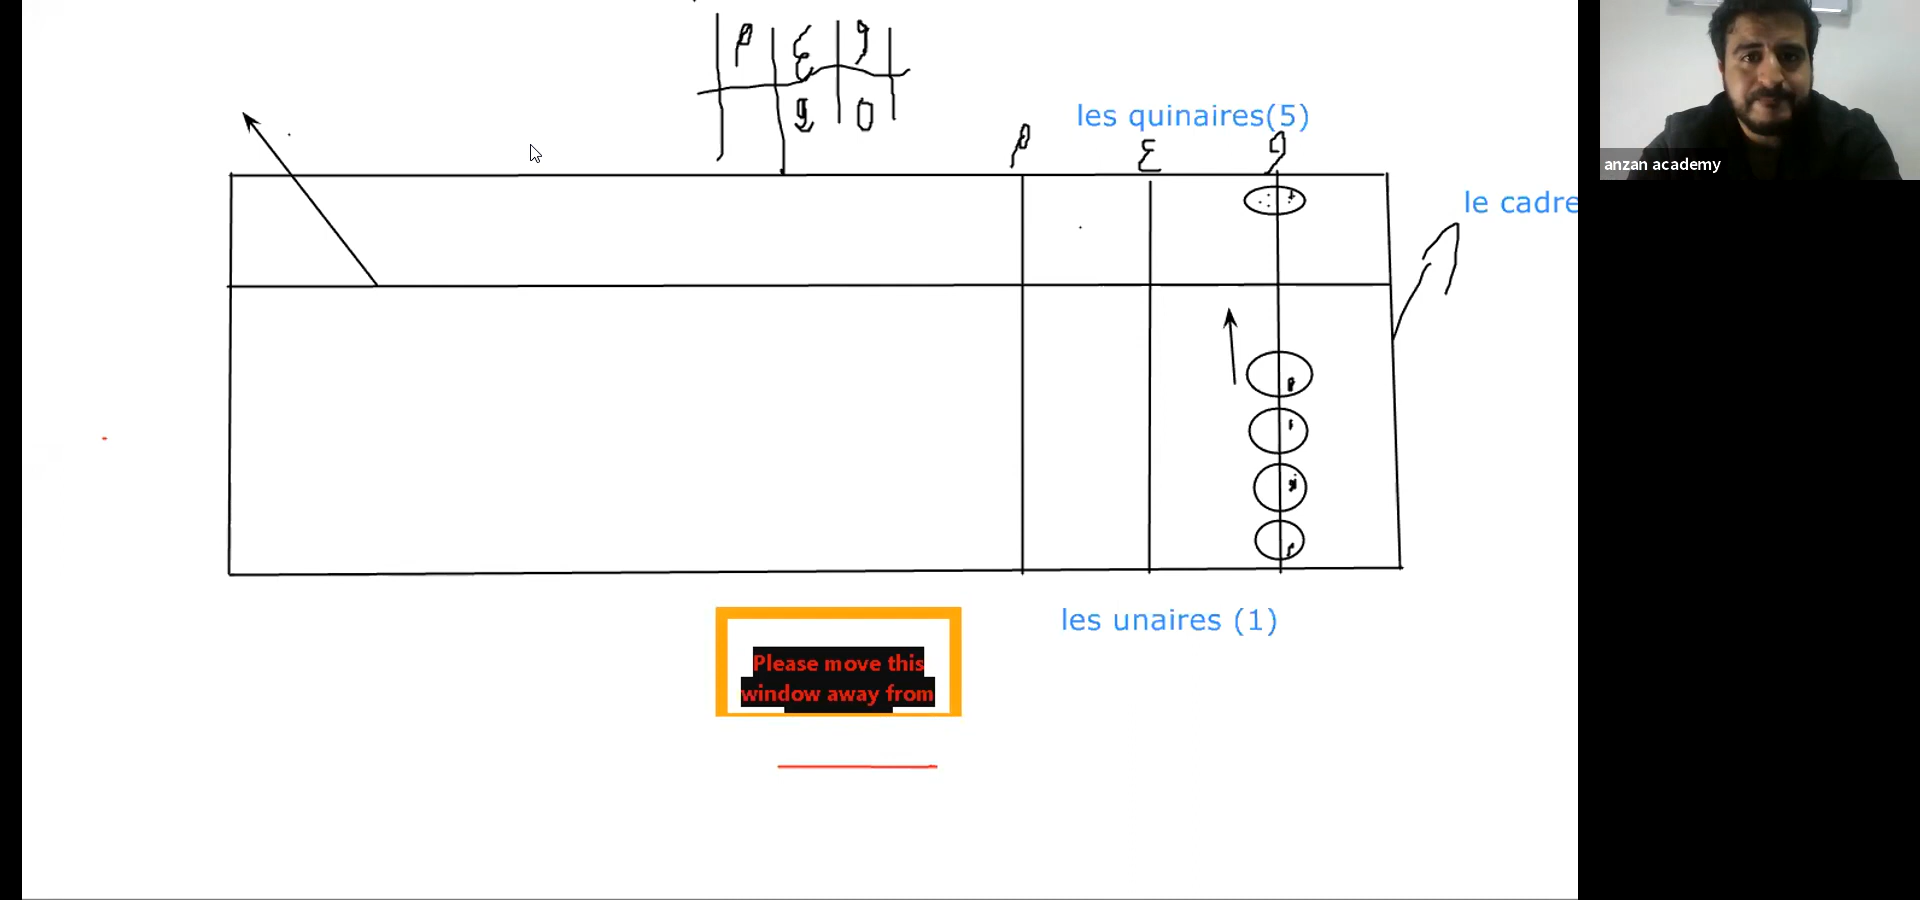 les quinaires(5)
le cadre
anzan academy
les unaires (1)
Please move this
window away from